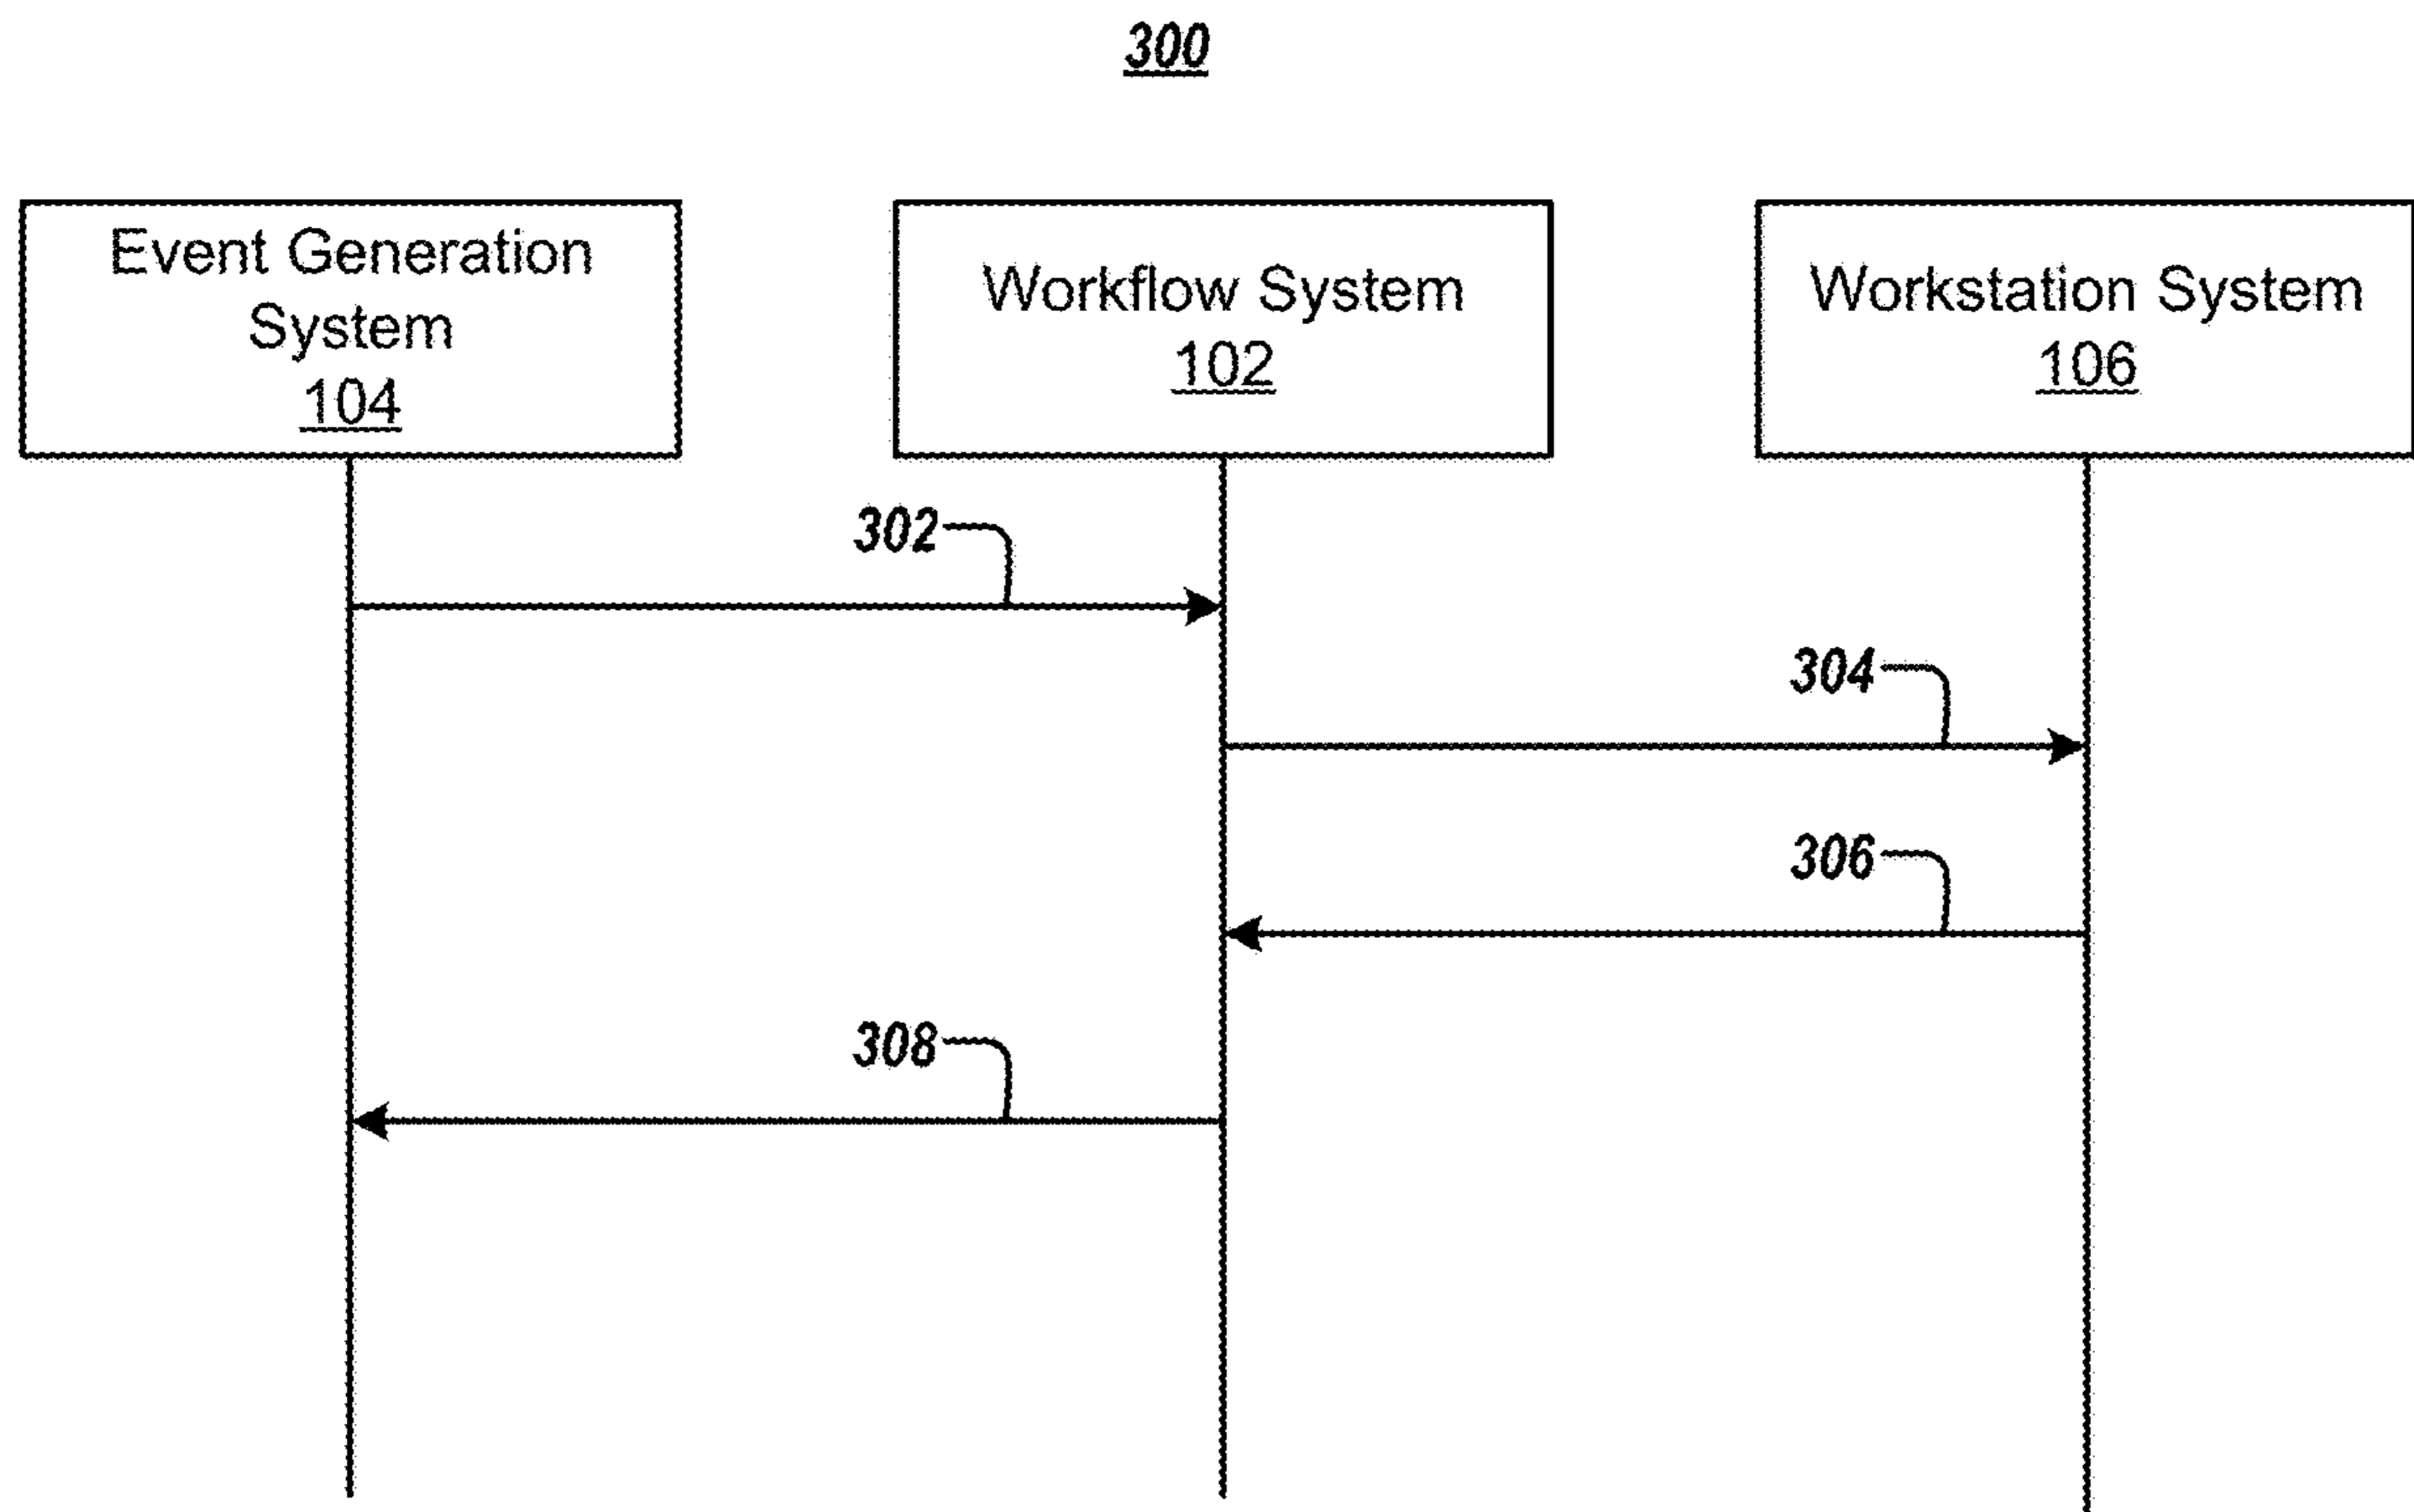 300
Event Generation
System
104
Workflow System
102
Workstation System
106
302
304
306
308